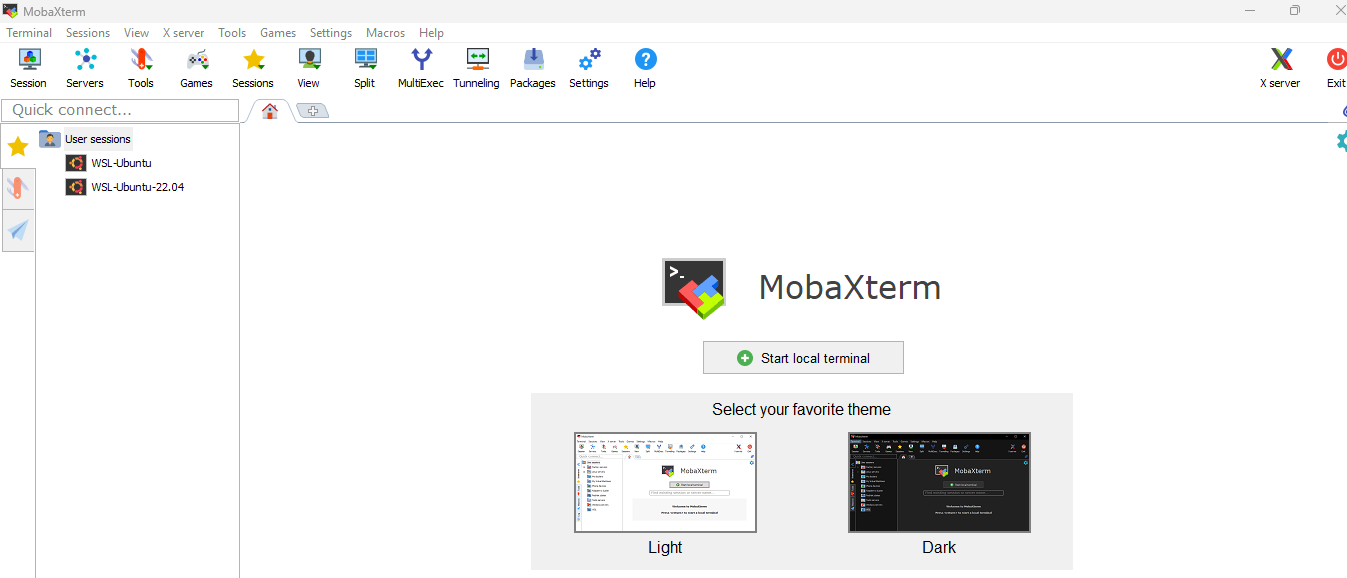 MobaXterm
Terminal Sessions View X server Tools Games Settings Macros Help
Session Servers Tools Games Sessions View Split MultiExec Tunneling Packages Settings Help X server Exit
Quick connect...
User sessions
WSL-Ubuntu
WSL-Ubuntu-22.04
>_
MobaXterm
Start local terminal
Select your favorite theme
MobaXterm
MobaXterm
Light
Dark